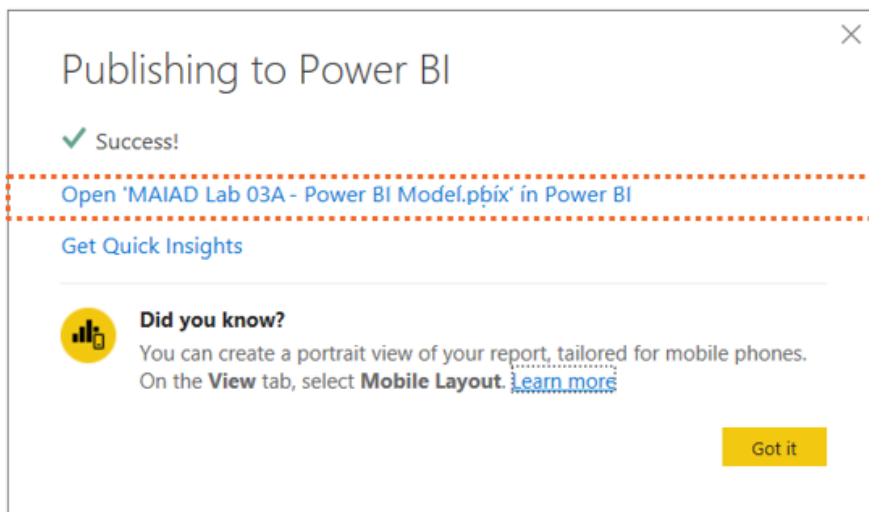 Publishing to Power BI
Success!
Open 'MAIAD Lab 03A - Power BI Model.pbix' in Power BI
Get Quick Insights
Did you know?
You can create a portrait view of your report, tailored for mobile phones.
On the View tab, select Mobile Layout. Learn more
Got it